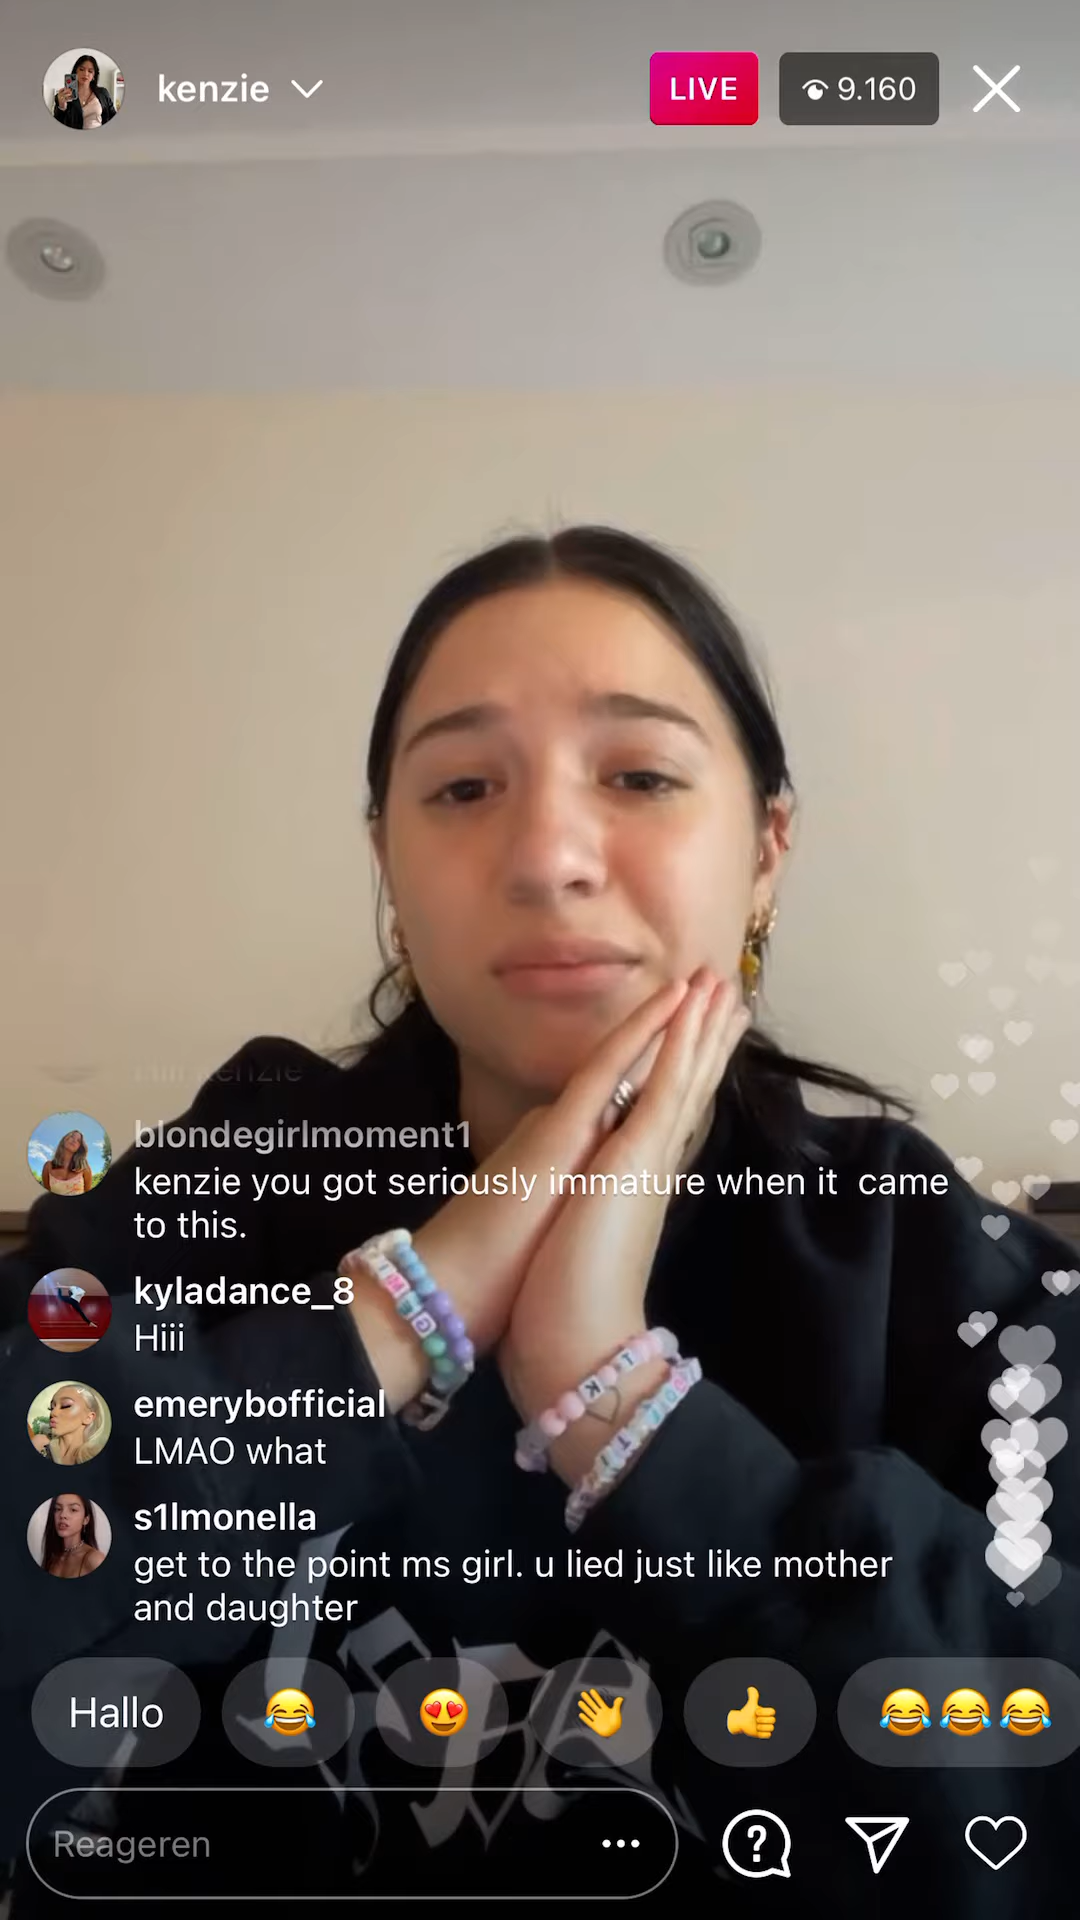 kenzie
LIVE
9.160
kenzie
blondegirlmoment1
kenzie you got seriously immature when it came
to this.
kyladance_8
Hiii
emerybofficial
LMAO what
s1lmonella
get to the point ms girl. u lied just like mother
and daughter
Hallo
😂
😍
👋
👍
😂😂😂
Reageren